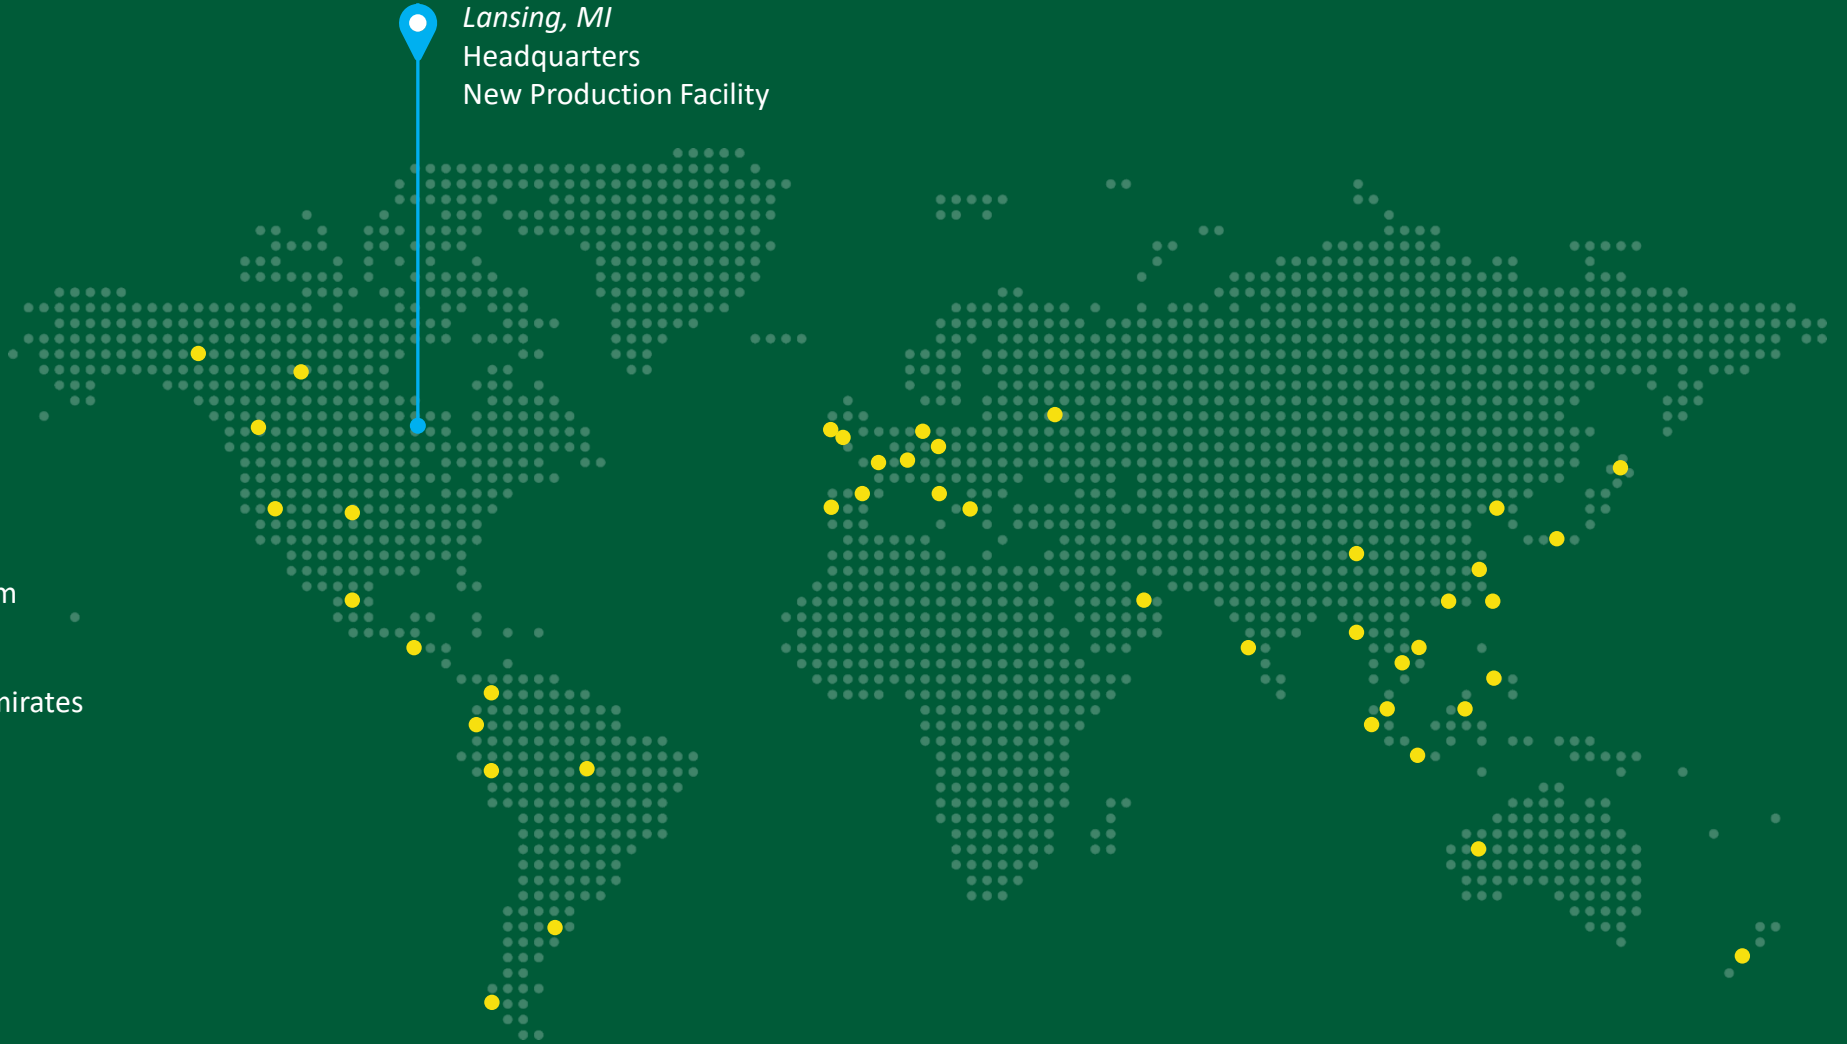 Lansing, MI
Headquarters
New Production Facility
m
nirates